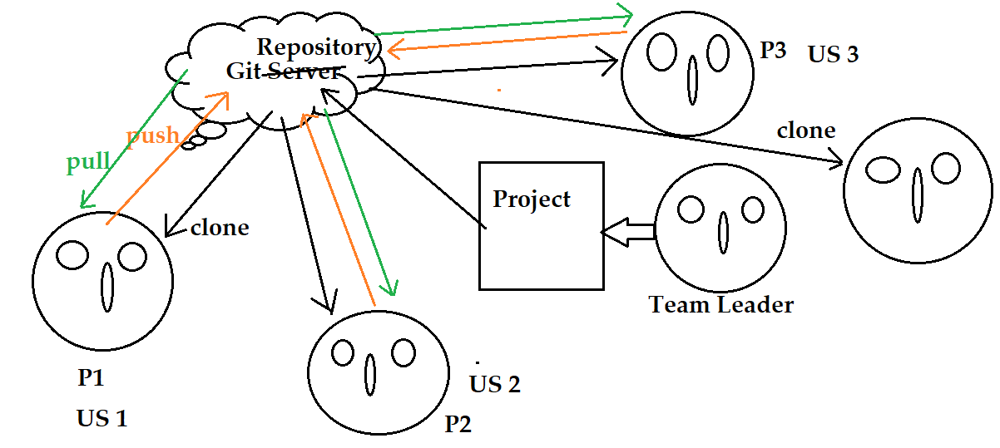 Repository
Git Server
P3
US 3
push
pull
clone
clone
Project
Team Leader
P1
US 1
US 2
P2